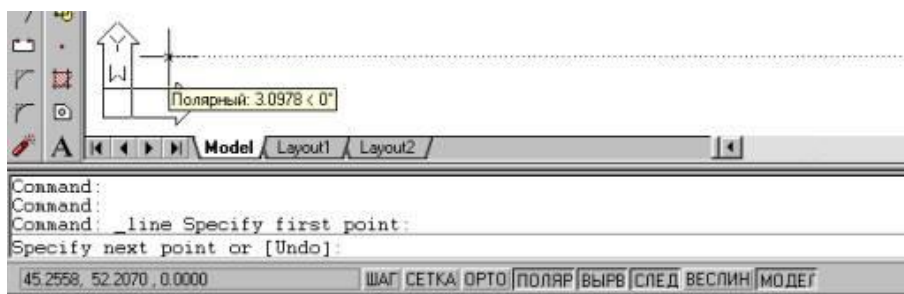 Y
W
Полярный: 3.0978 < 0°
A
Model Layout1 Layout2
Command:
Command:
Command: _line Specify first point:
Specify next point or [Undo]:
45.2558, 52.2070 , 0.0000 ШАГ СЕТКА ОРТО ПОЛЯР ВЫРВ СЛЕД ВЕСЛИН МОДЕГ